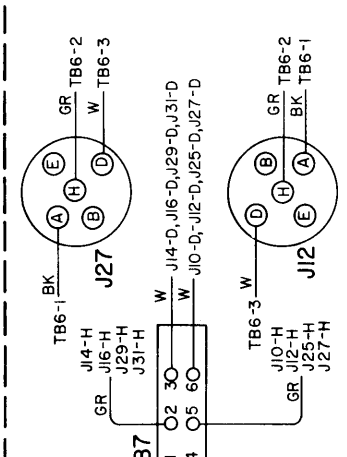 GR TB6-2
W TB6-3
E
D
H
A
B
J27
BK
TB6-1
J14-H
J16-H
J29-H
J31-H
GR
W J14-D,J16-D,J29-D,J31-D
W J10-D,-J12-D,J25-D,J27-D
B7
2 3
5 6
4
GR TB6-2
BK TB6-1
B
A
H
D
E
J12
W
TB6-3
J10-H
J12-H
J25-H
J27-H
GR